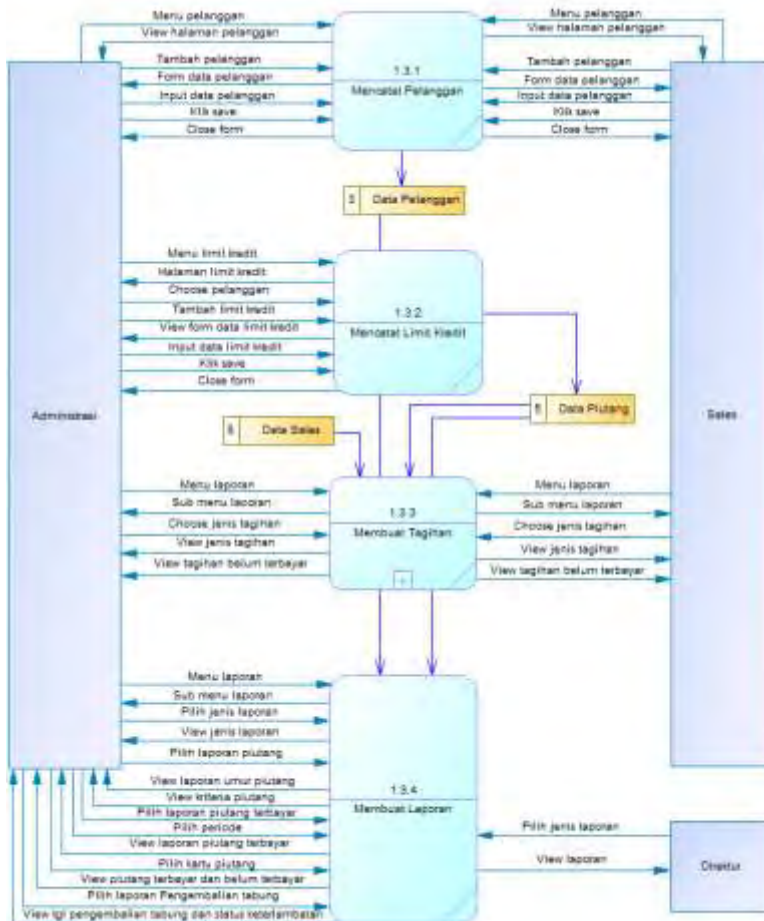 Menu pelanggan
View halaman pelanggan
Tambah pelanggan
Form data pelanggan
Input data pelanggan
Klik save
Close form
1.3.1
Mencatat Pelanggan
Menu pelanggan
View halaman pelanggan
Tambah pelanggan
Form data pelanggan
Input data pelanggan
Klik save
Close form
Data Pelanggan
Menu limit kredit
Halaman limit kredit
Choose pelanggan
Tambah limit kredit
View form data limit kredit
Input data limit kredit
Klik save
Close form
1.3.2
Mencatat Limit Kredit
Administrasi
Sales
Data Sales
Data Piutang
Menu laporan
Sub menu laporan
Choose jenis tagihan
View jenis tagihan
View tagihan belum terbayar
1.3.3
Membuat Tagihan
+
Menu laporan
Sub menu laporan
Choose jenis tagihan
View jenis tagihan
View tagihan belum terbayar
Menu laporan
Sub menu laporan
Pilih jenis laporan
View jenis laporan
Pilih laporan piutang
View laporan umur piutang
View kriteria piutang
Pilih laporan piutang terbayar
Pilih periode
View laporan piutang terbayar
Pilih kartu piutang
View piutang terbayar dan belum terbayar
Pilih laporan Pengembalian tabung
View tgl pengembalian tabung dan status keterlambatan
1.3.4
Membuat Laporan
Pilih jenis laporan
View laporan
Direktur